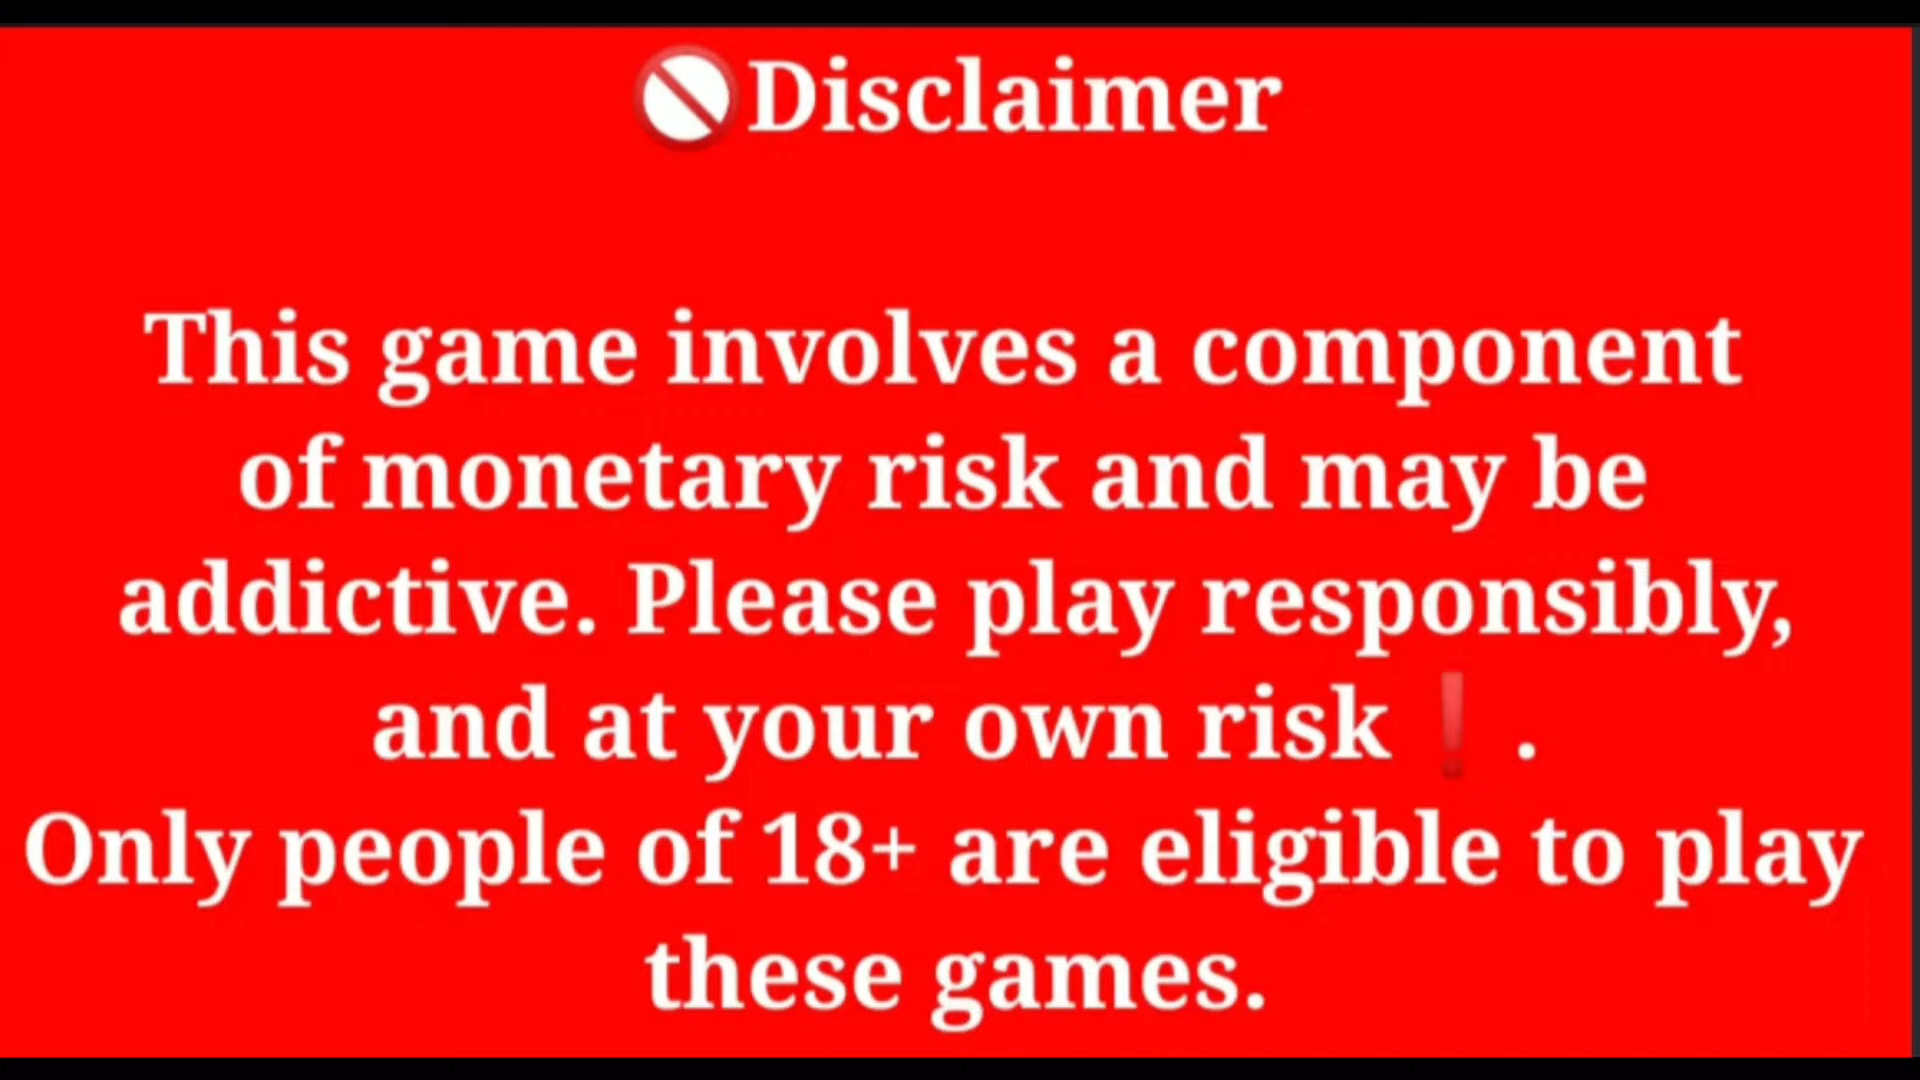 🚫Disclaimer
This game involves a component
of monetary risk and may be
addictive. Please play responsibly,
and at your own risk❗.
Only people of 18+ are eligible to play
these games.